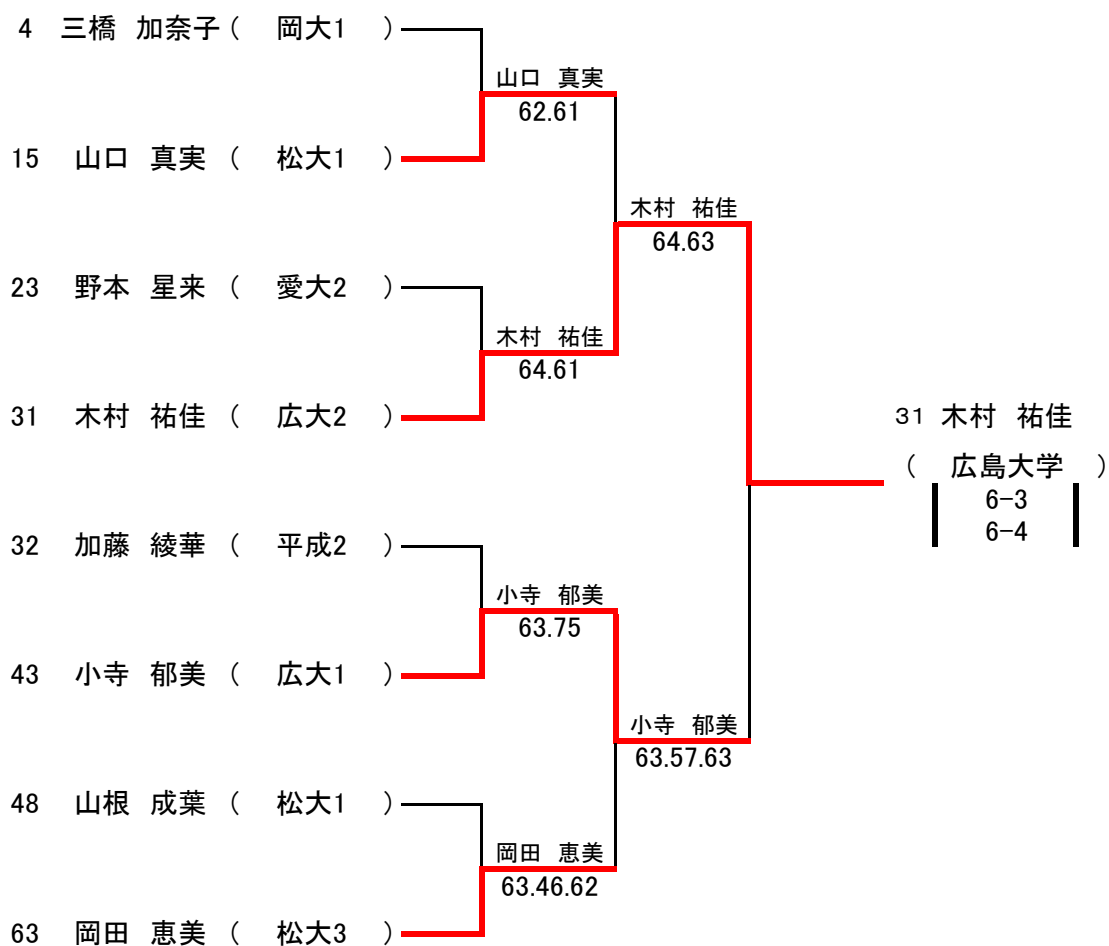 4 三橋 加奈子 ( 岡大1 )
山口 真実
62.61
15 山口 真実 ( 松大1 )
木村 祐佳
64.63
23 野本 星来 ( 愛大2 )
木村 祐佳
64.61
31 木村 祐佳 ( 広大2 )
31 木村 祐佳
( 広島大学 )
6-3
6-4
32 加藤 綾華 ( 平成2 )
小寺 郁美
63.75
43 小寺 郁美 ( 広大1 )
小寺 郁美
63.57.63
48 山根 成葉 ( 松大1 )
岡田 恵美
63.46.62
63 岡田 恵美 ( 松大3 )